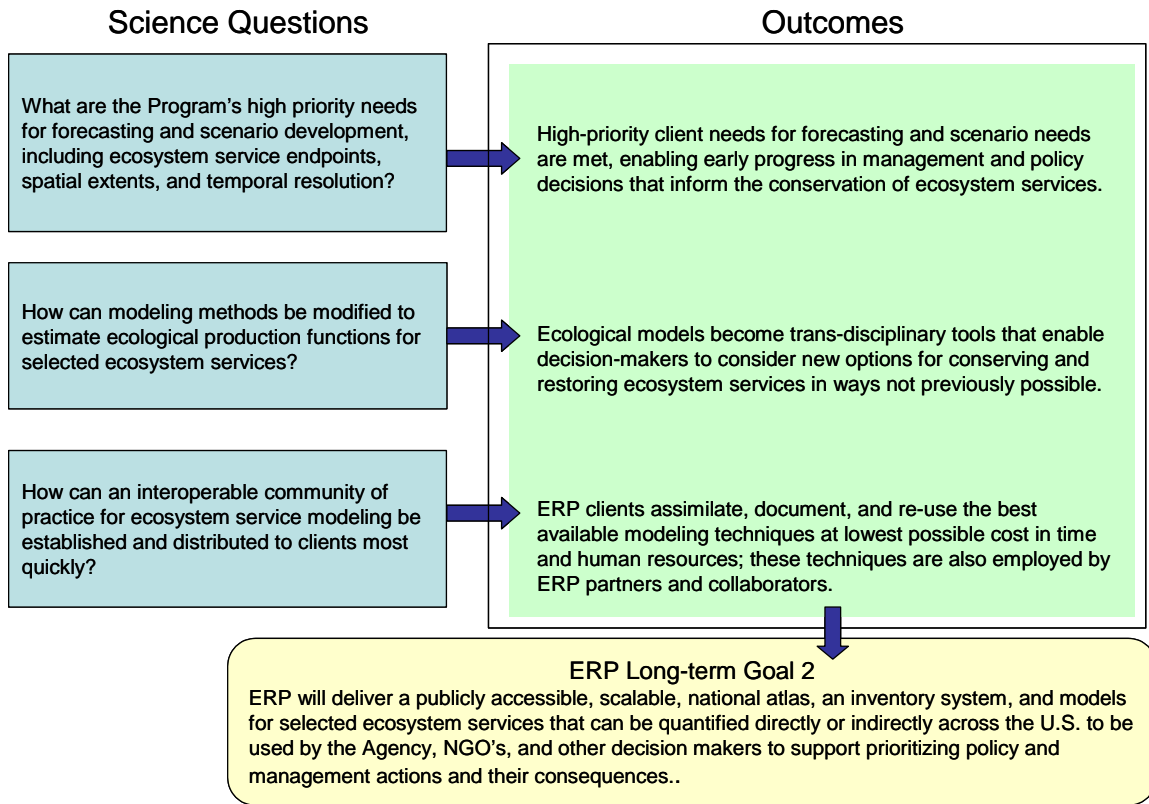 Science Questions
Outcomes
What are the Program's high priority needs
for forecasting and scenario development,
including ecosystem service endpoints,
spatial extents, and temporal resolution?
High-priority client needs for forecasting and scenario needs
are met, enabling early progress in management and policy
decisions that inform the conservation of ecosystem services.
How can modeling methods be modified to
estimate ecological production functions for
selected ecosystem services?
Ecological models become trans-disciplinary tools that enable
decision-makers to consider new options for conserving and
restoring ecosystem services in ways not previously possible.
How can an interoperable community of
practice for ecosystem service modeling be
established and distributed to clients most
quickly?
ERP clients assimilate, document, and re-use the best
available modeling techniques at lowest possible cost in time
and human resources; these techniques are also employed by
ERP partners and collaborators.
ERP Long-term Goal 2
ERP will deliver a publicly accessible, scalable, national atlas, an inventory system, and models
for selected ecosystem services that can be quantified directly or indirectly across the U.S. to be
used by the Agency, NGO's, and other decision makers to support prioritizing policy and
management actions and their consequences..